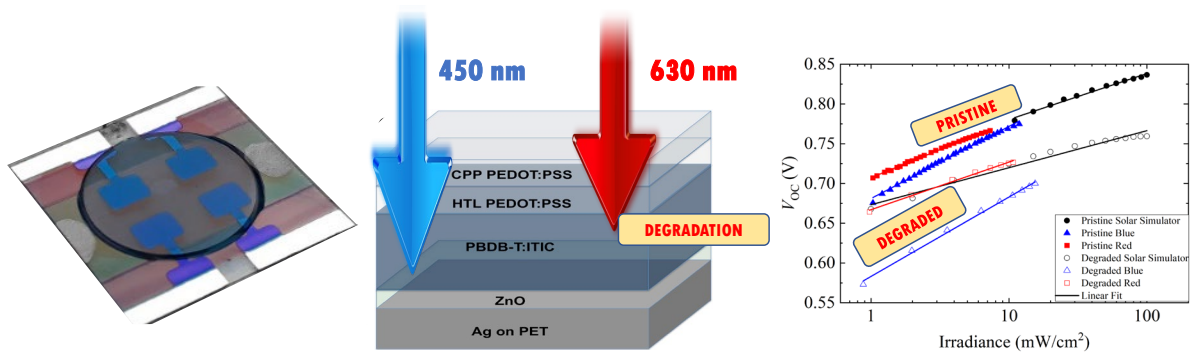 450 nm
630 nm
CPP PEDOT:PSS
HTL PEDOT:PSS
DEGRADATION
PBDB-T:ITIC
ZnO
Ag on PET
0.85
0.80
0.75
0.70
0.65
0.60
0.55
V_OC (V)
PRISTINE
DEGRADED
Pristine Solar Simulator
Pristine Blue
Pristine Red
Degraded Solar Simulator
Degraded Blue
Degraded Red
Linear Fit
1 10 100
Irradiance (mW/cm²)